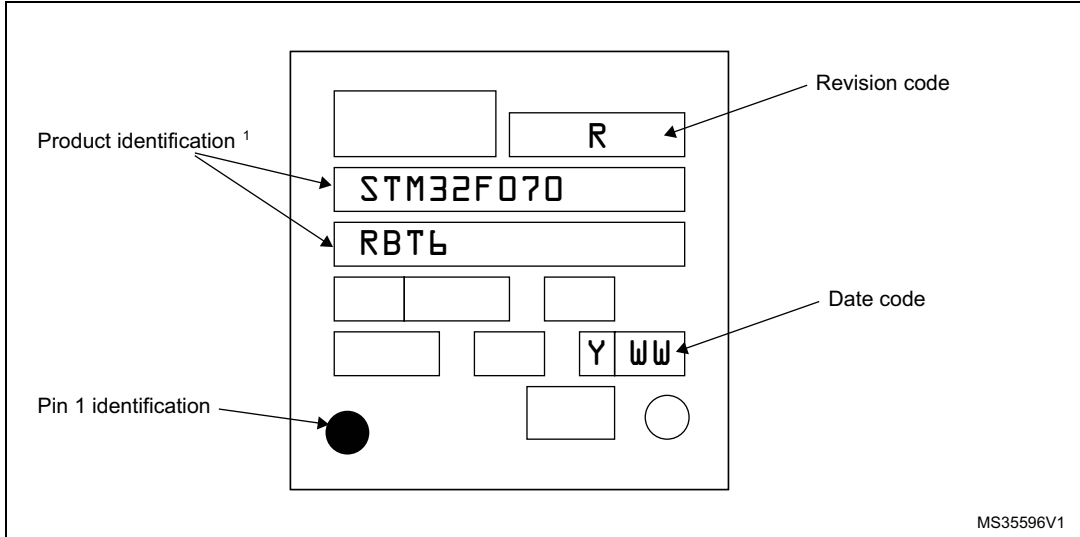 Revision code
R
Product identification 1
STM32F070
RBT6
Date code
Y WW
Pin 1 identification
MS35596V1